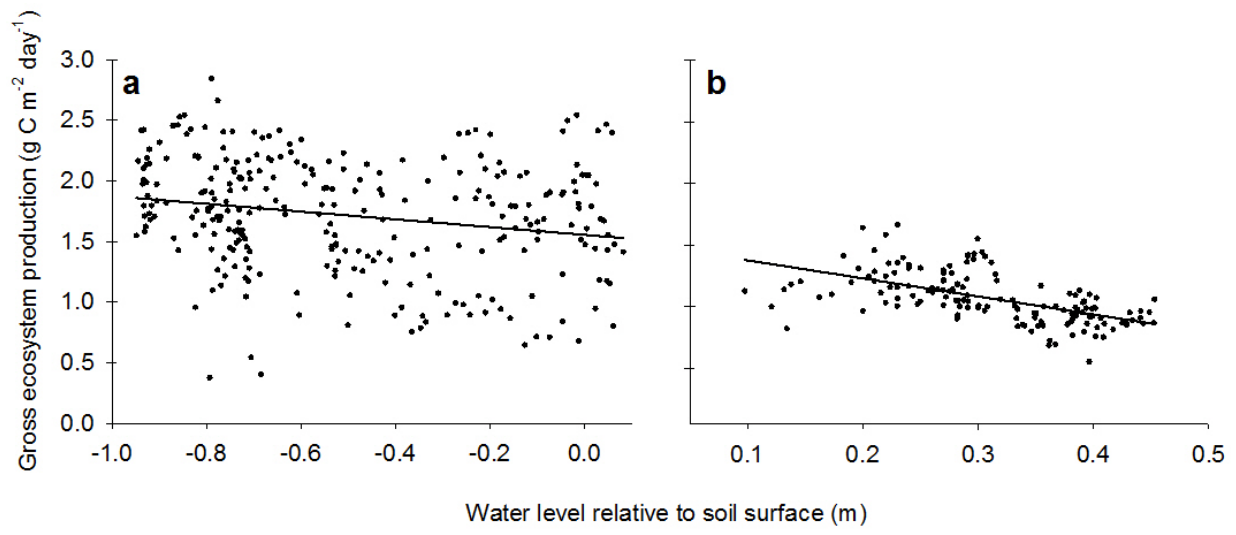 Gross ecosystem production (g C m-2 day-1)
3.0
2.5
2.0
1.5
1.0
0.5
0.0
a
-1.0 -0.8 -0.6 -0.4 -0.2 0.0
b
0.1 0.2 0.3 0.4 0.5
Water level relative to soil surface (m)